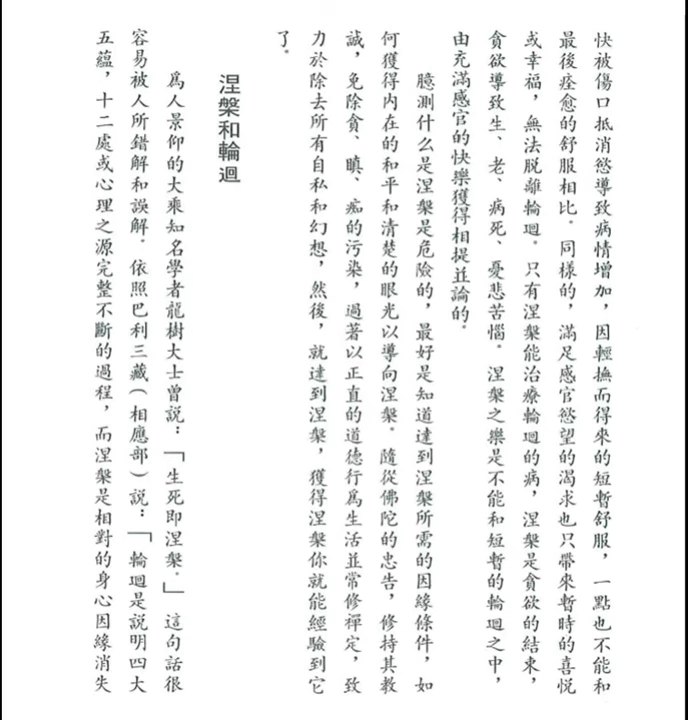 快被傷口抵消慾導致病情增加，因輕撫而得來的短暫舒服，一點也不能和
最後痊愈的舒服相比。同樣的，滿足感官慾望的渴求也只帶來暫時的喜悅
或幸福，無法脫離輪迴。只有涅槃能治療輪迴的病，涅槃是貪欲的結束，
貪欲導致生、老、病死、憂悲苦惱。涅槃之樂是不能和短暫的輪迴之中，
由充滿感官的快樂獲得相提並論的。
臆測什么是涅槃是危險的，最好是知道達到涅槃所需的因緣條件，如
何獲得内在的和平和清楚的眼光以導向涅槃。隨從佛陀的忠告，修持其教
誡，免除貪、瞋、痴的污染，過著以正直的道德行爲生活並常修禪定，致
力於除去所有自私和幻想，然後，就達到涅槃，獲得涅槃你就能經驗到它
了。
涅槃和輪迴
爲人景仰的大乘知名學者龍樹大士曾説：「生死即涅槃。」這句話很
容易被人所錯解和誤解。依照巴利三藏（相應部）説：「輪迴是説明四大
五蘊，十二處或心理之源完整不斷的過程，而涅槃是相對的身心因緣消失